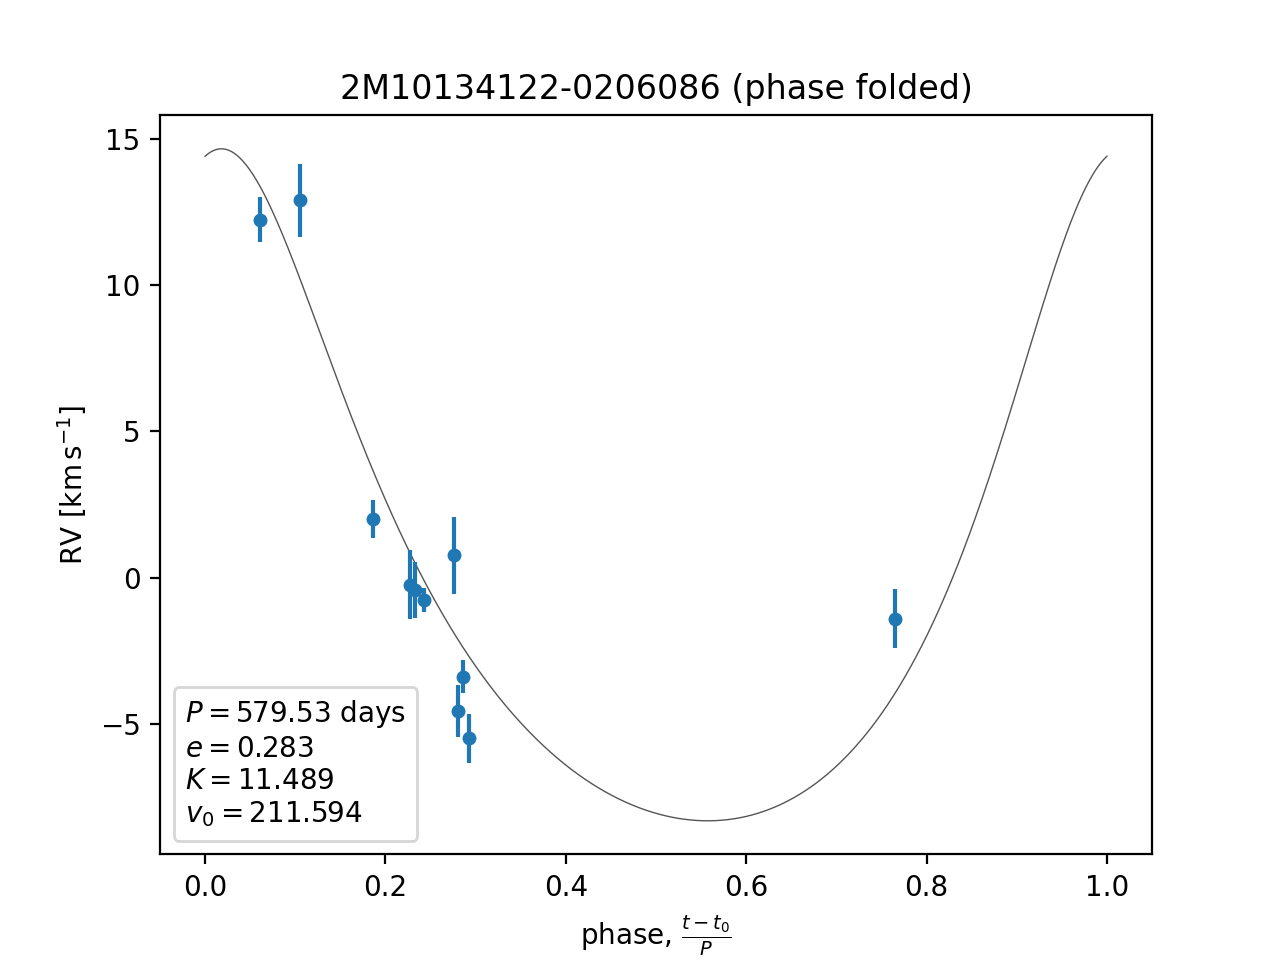 2M10134122-0206086 (phase folded)
15
10
5
0
−5
RV [km s⁻¹]
P = 579.53 days
e = 0.283
K = 11.489
v₀ = 211.594
0.0 0.2 0.4 0.6 0.8 1.0
phase, (t − t₀)/P